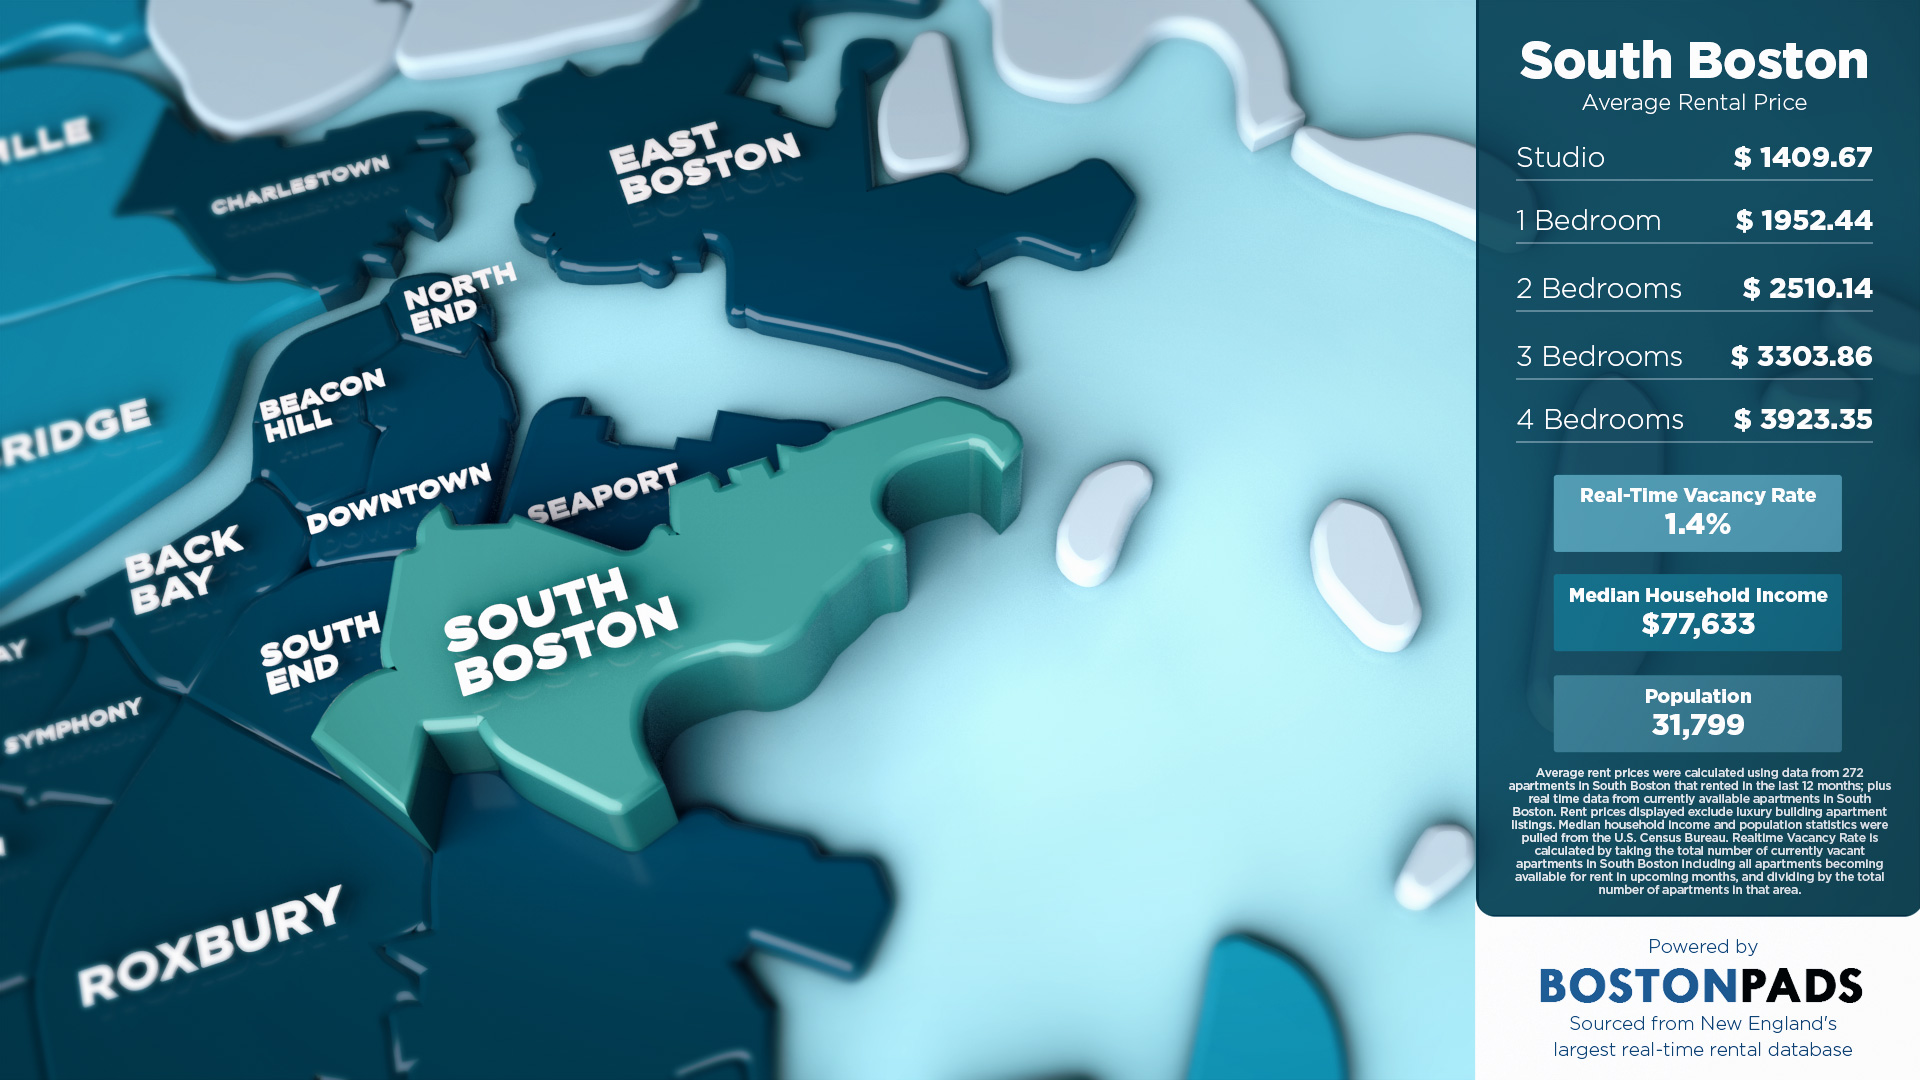 ILLE
CHARLESTOWN
EAST
BOSTON
NORTH
END
BEACON
HILL
RIDGE
DOWNTOWN
SEAPORT
BACK
BAY
SOUTH
END
SOUTH
BOSTON
AY
SYMPHONY
ROXBURY
South Boston
Average Rental Price
Studio $ 1409.67
1 Bedroom $ 1952.44
2 Bedrooms $ 2510.14
3 Bedrooms $ 3303.86
4 Bedrooms $ 3923.35
Real-Time Vacancy Rate
1.4%
Median Household Income
$77,633
Population
31,799
Average rent prices were calculated using data from 272
apartments in South Boston that rented in the last 12 months; plus
real time data from currently available apartments in South
Boston. Rent prices displayed exclude luxury building apartment
listings. Median household income and population statistics were
pulled from the U.S. Census Bureau. Realtime Vacancy Rate is
calculated by taking the total number of currently vacant
apartments in South Boston including all apartments becoming
available for rent in upcoming months, and dividing by the total
number of apartments in that area.
Powered by
BOSTONPADS
Sourced from New England's
largest real-time rental database